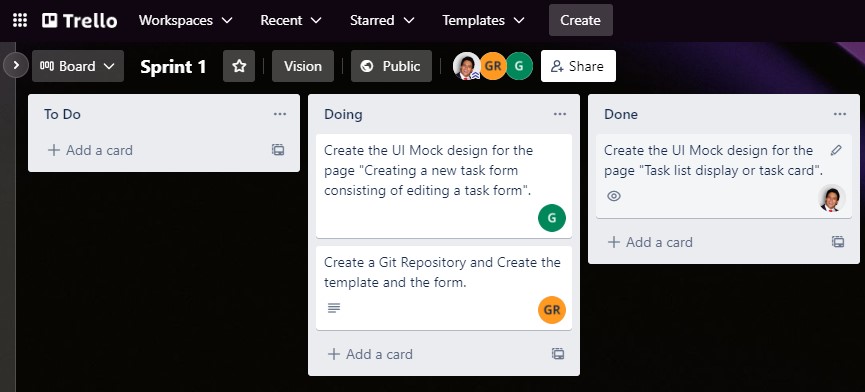 Trello Workspaces Recent Starred Templates Create
Board Sprint 1 Vision Public GR G Share
To Do
Add a card
Doing
Create the UI Mock design for the
page "Creating a new task form
consisting of editing a task form".
G
Create a Git Repository and Create the
template and the form.
GR
Add a card
Done
Create the UI Mock design for the
page "Task list display or task card".
Add a card